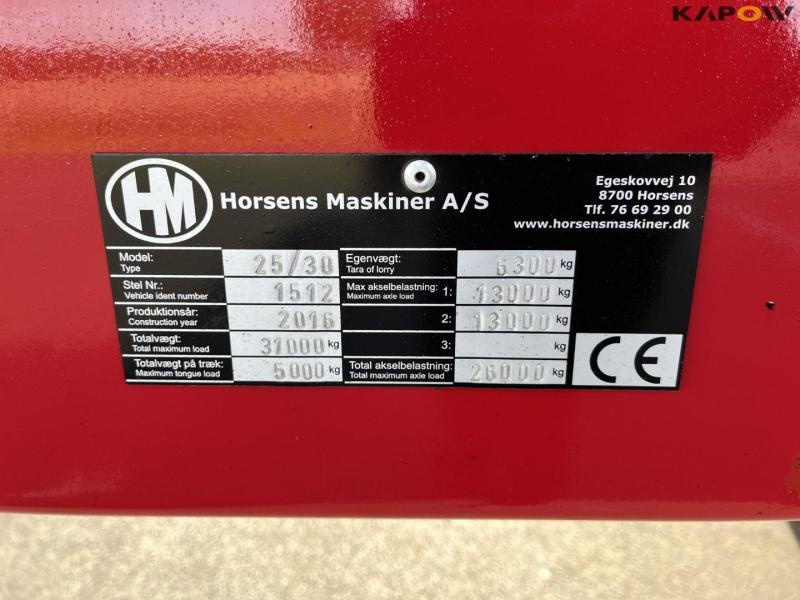 KAPOW
HM
Horsens Maskiner A/S
Egeskovvej 10
8700 Horsens
Tlf. 76 69 29 00
www.horsensmaskiner.dk
Model: 25/30
Type
Stel Nr.: 1512
Vehicle ident number
Produktionsår: 2016
Construction year
Totalvægt: 31000 kg
Total maximum load
Totalvægt på træk: 5000 kg
Maximum tongue load
Egenvægt: 6300 kg
Tara of lorry
Max akselbelastning: 1: 13000 kg
Maximum axle load
2: 13000 kg
3: kg
Total akselbelastning: 26000 kg
Total maximum axle load
CE